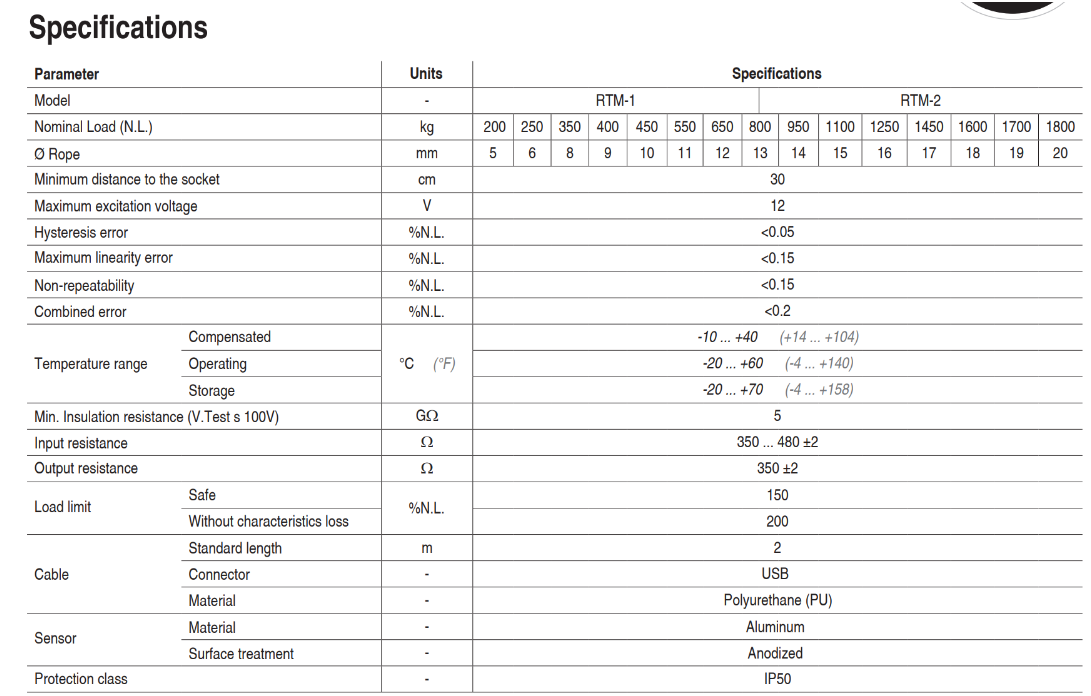 Specifications
Parameter Units Specifications
Model - RTM-1 RTM-2
Nominal Load (N.L.) kg 200 250 350 400 450 550 650 800 950 1100 1250 1450 1600 1700 1800
Ø Rope mm 5 6 8 9 10 11 12 13 14 15 16 17 18 19 20
Minimum distance to the socket cm 30
Maximum excitation voltage V 12
Hysteresis error %N.L. <0.05
Maximum linearity error %N.L. <0.15
Non-repeatability %N.L. <0.15
Combined error %N.L. <0.2
Temperature range °C (°F)
Compensated -10 ... +40 (+14 ... +104)
Operating -20 ... +60 (-4 ... +140)
Storage -20 ... +70 (-4 ... +158)
Min. Insulation resistance (V.Test s 100V) GΩ 5
Input resistance Ω 350 ... 480 ±2
Output resistance Ω 350 ±2
Load limit %N.L.
Safe 150
Without characteristics loss 200
Cable
Standard length m 2
Connector - USB
Material - Polyurethane (PU)
Sensor
Material - Aluminum
Surface treatment - Anodized
Protection class - IP50